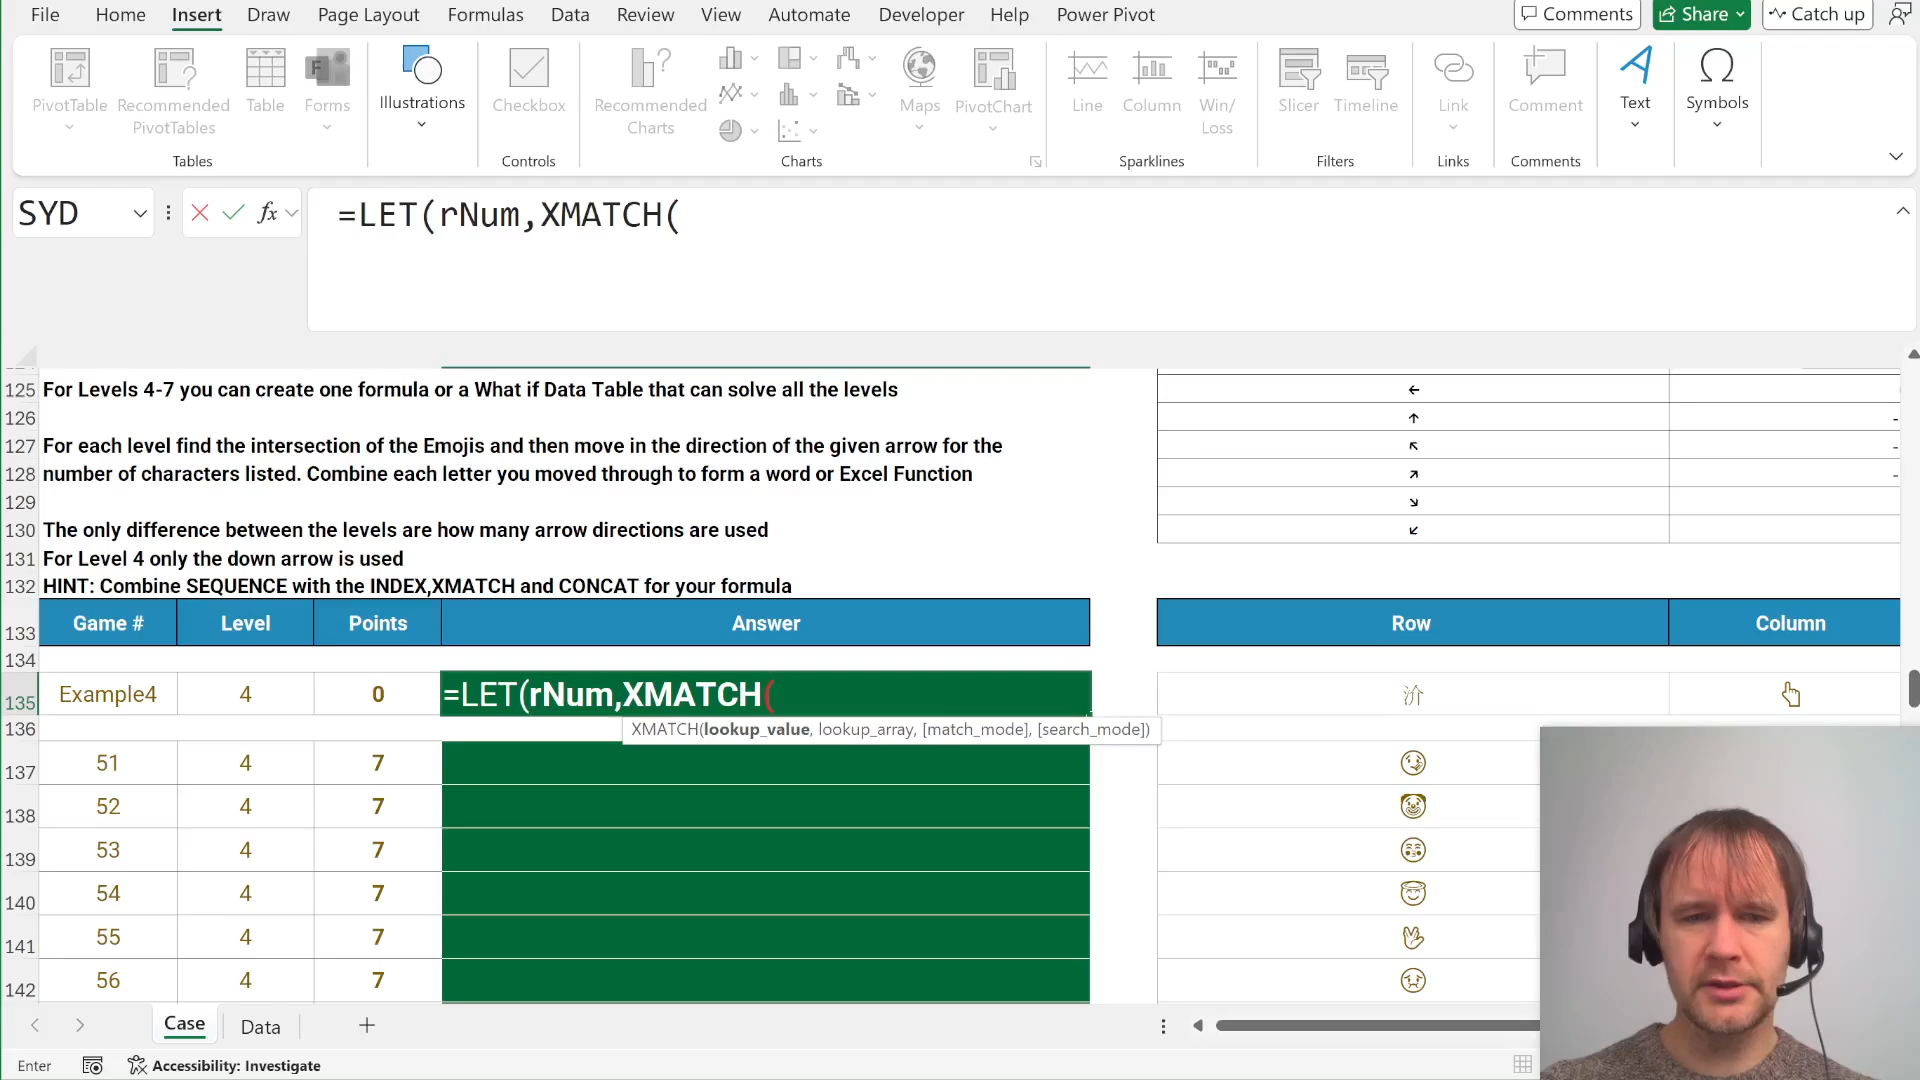 File Home Insert Draw Page Layout Formulas Data Review View Automate Developer Help Power Pivot Comments Share Catch up
PivotTable Recommended PivotTables Table Forms Illustrations Checkbox Recommended Charts Maps PivotChart Line Column Win/Loss Slicer Timeline Link Comment Text Symbols
Tables Controls Charts Sparklines Filters Links Comments
SYD fx =LET(rNum,XMATCH(
125 For Levels 4-7 you can create one formula or a What if Data Table that can solve all the levels ←
126 ↑ -
127 For each level find the intersection of the Emojis and then move in the direction of the given arrow for the ↖ -
128 number of characters listed. Combine each letter you moved through to form a word or Excel Function ↗ -
129 ↘
130 The only difference between the levels are how many arrow directions are used ↙
131 For Level 4 only the down arrow is used
132 HINT: Combine SEQUENCE with the INDEX,XMATCH and CONCAT for your formula
133 Game # Level Points Answer Row Column
134
135 Example4 4 0 =LET(rNum,XMATCH(
136 XMATCH(lookup_value, lookup_array, [match_mode], [search_mode])
137 51 4 7
138 52 4 7
139 53 4 7
140 54 4 7
141 55 4 7
142 56 4 7
Case Data
Enter Accessibility: Investigate